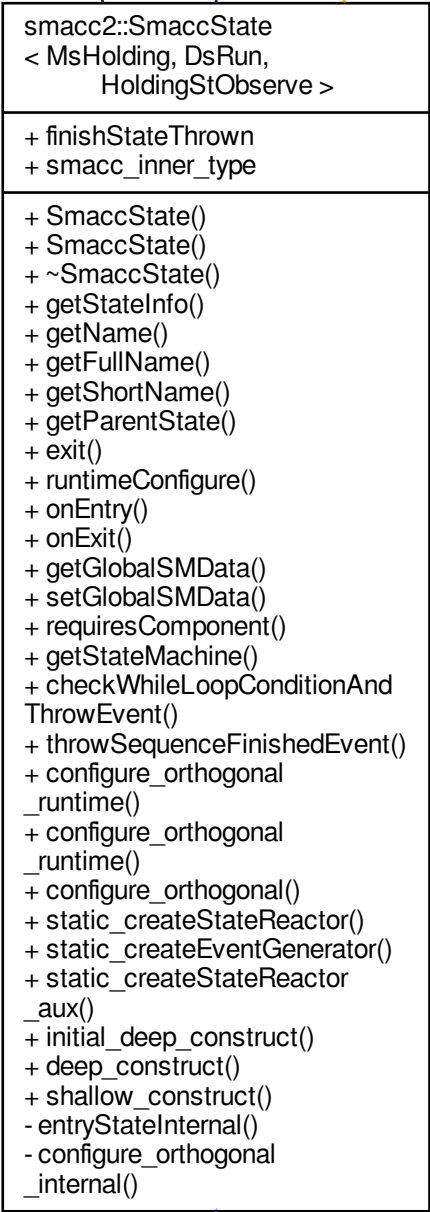 smacc2::SmaccState
< MsHolding, DsRun,
HoldingStObserve >
+ finishStateThrown
+ smacc_inner_type
+ SmaccState()
+ SmaccState()
+ ~SmaccState()
+ getStateInfo()
+ getName()
+ getFullName()
+ getShortName()
+ getParentState()
+ exit()
+ runtimeConfigure()
+ onEntry()
+ onExit()
+ getGlobalSMData()
+ setGlobalSMData()
+ requiresComponent()
+ getStateMachine()
+ checkWhileLoopConditionAnd
ThrowEvent()
+ throwSequenceFinishedEvent()
+ configure_orthogonal
_runtime()
+ configure_orthogonal
_runtime()
+ configure_orthogonal()
+ static_createStateReactor()
+ static_createEventGenerator()
+ static_createStateReactor
_aux()
+ initial_deep_construct()
+ deep_construct()
+ shallow_construct()
- entryStateInternal()
- configure_orthogonal
_internal()